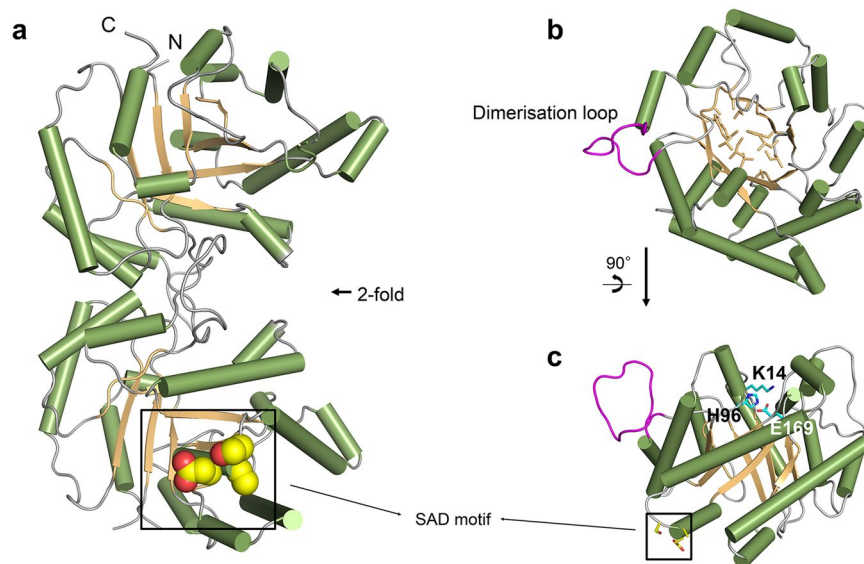 a
C
N
2-fold
b
Dimerisation loop
90°
c
K14
H96
E169
SAD motif